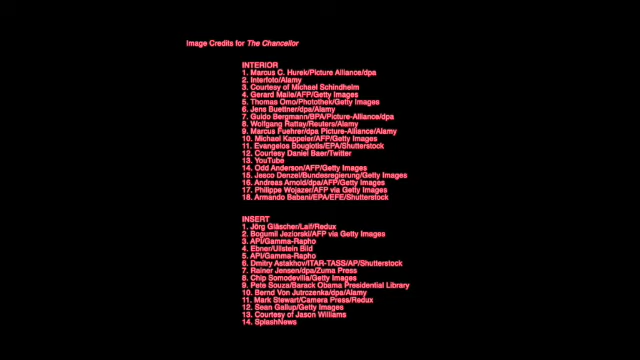 Image Credits for The Chancellor
INTERIOR
1. Marcus C. Hurek/Picture Alliance/dpa
2. Interfoto/Alamy
3. Courtesy of Michael Schindhelm
4. Gerard Malie/AFP/Getty Images
5. Thomas Omo/Photothek/Getty Images
6. Jens Buettner/dpa/Alamy
7. Guido Bergmann/BPA/Picture-Alliance/dpa
8. Wolfgang Rattay/Reuters/Alamy
9. Marcus Fuehrer/dpa Picture-Alliance/Alamy
10. Michael Kappeler/AFP/Getty Images
11. Evangelos Bougiotis/EPA/Shutterstock
12. Courtesy Daniel Baer/Twitter
13. YouTube
14. Odd Anderson/AFP/Getty Images
15. Jesco Denzel/Bundesregierung/Getty Images
16. Andreas Arnold/dpa/AFP/Getty Images
17. Philippe Wojazer/AFP via Getty Images
18. Armando Babani/EPA/EFE/Shutterstock
INSERT
1. Jörg Gläscher/Laif/Redux
2. Bogumil Jeziorski/AFP via Getty Images
3. API/Gamma-Rapho
4. Ebner/Ullstein Bild
5. API/Gamma-Rapho
6. Dmitry Astakhov/ITAR-TASS/AP/Shutterstock
7. Rainer Jensen/dpa/Zuma Press
8. Chip Somodevilla/Getty Images
9. Pete Souza/Barack Obama Presidential Library
10. Bernd Von Jutrczenka/dpa/Alamy
11. Mark Stewart/Camera Press/Redux
12. Sean Gallup/Getty Images
13. Courtesy of Jason Williams
14. SplashNews